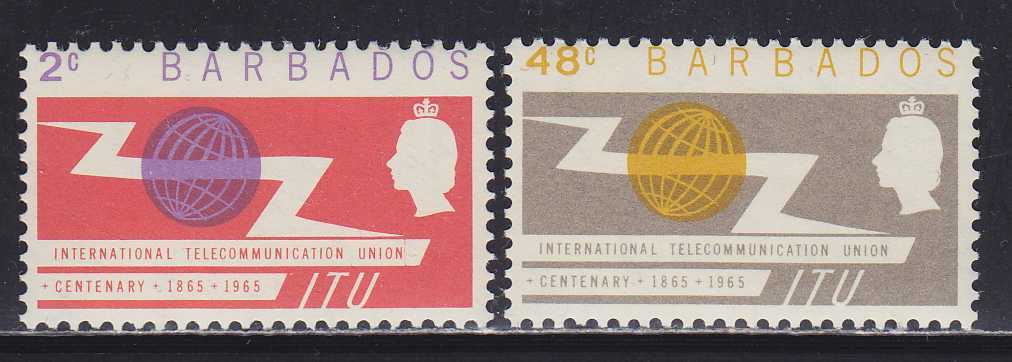 2c BARBADOS
INTERNATIONAL TELECOMMUNICATION UNION
+ CENTENARY + 1865 + 1965 ITU
48c BARBADOS
INTERNATIONAL TELECOMMUNICATION UNION
+ CENTENARY + 1865 + 1965 ITU